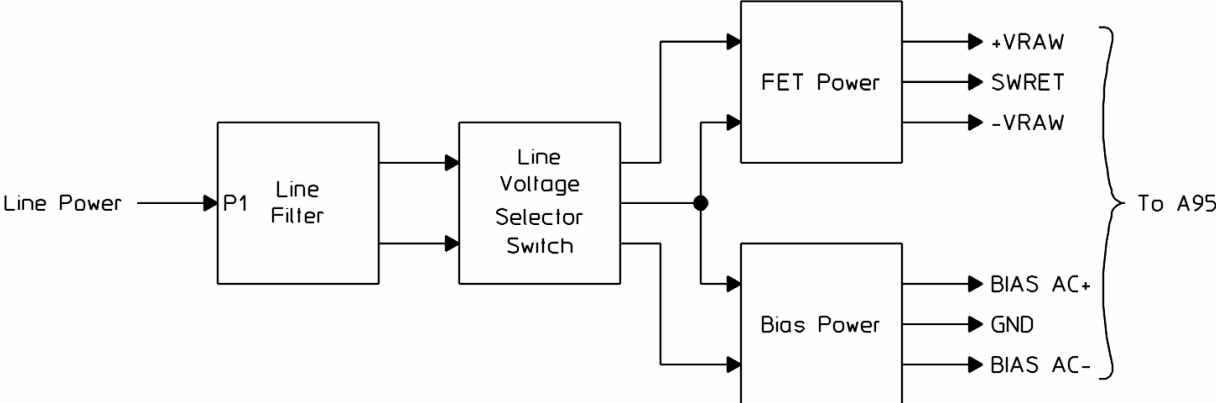 Line Power
P1
Line
Filter
Line
Voltage
Selector
Switch
FET Power
+VRAW
SWRET
-VRAW
Bias Power
BIAS AC+
GND
BIAS AC-
To A95